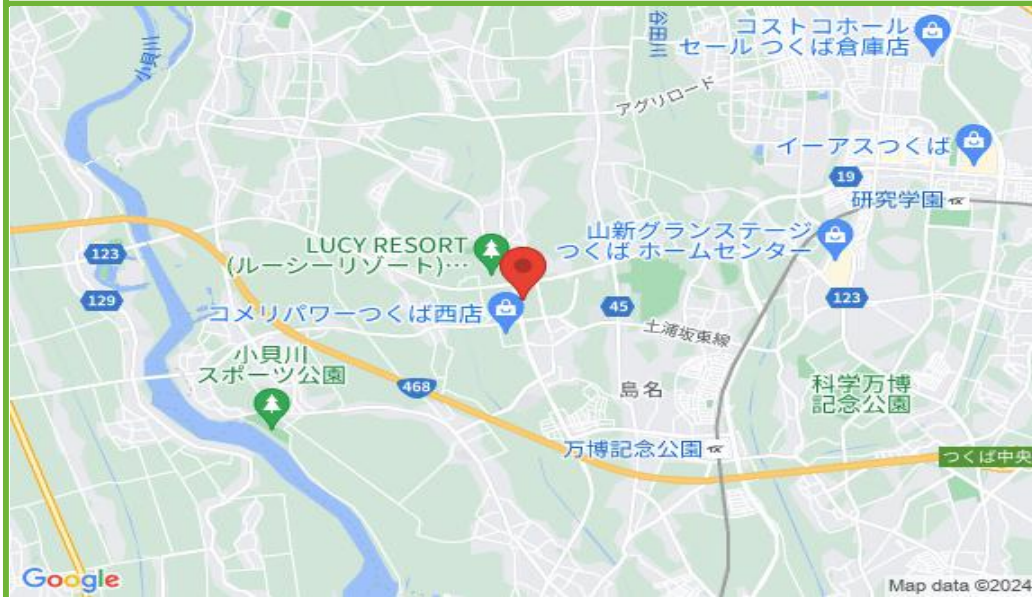 コストコホール
セール つくば倉庫店
谷田川
小貝川
アグリロード
イーアスつくば
19
研究学園
山新グランステージ
つくば ホームセンター
LUCY RESORT
(ルーシーリゾート)…
123
129
コメリパワーつくば西店
45
123
土浦坂東線
小貝川
スポーツ公園
468
島名
科学万博
記念公園
万博記念公園
つくば中央
Google
Map data ©2024